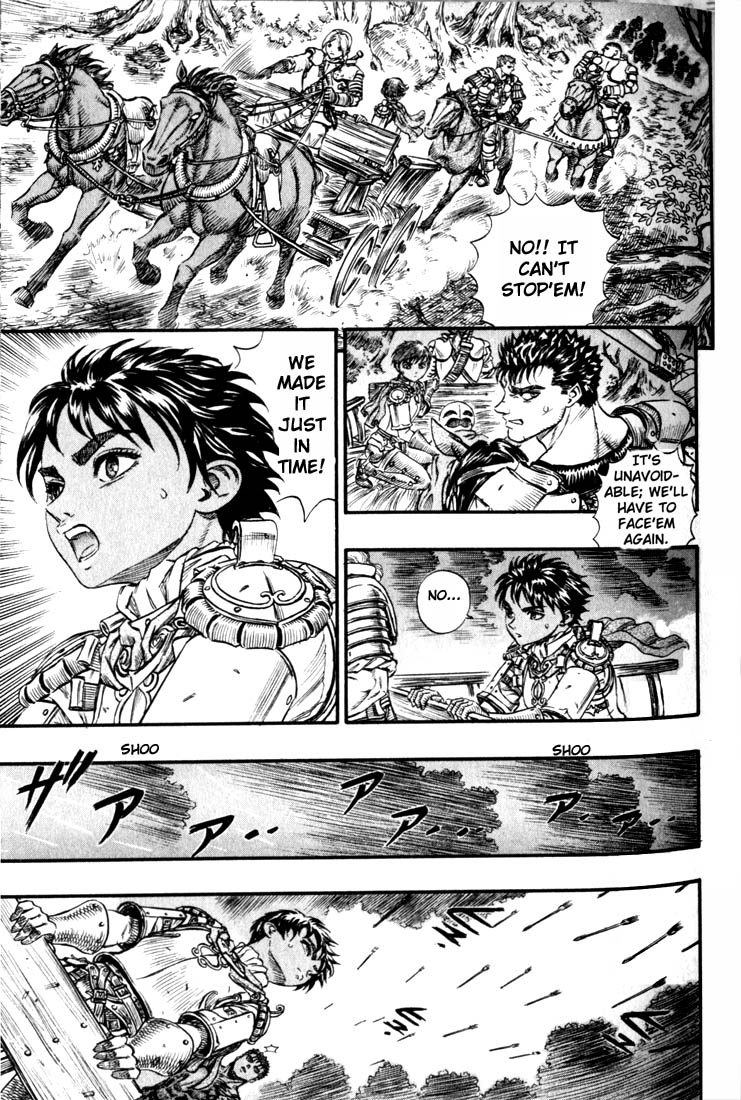 NO!! IT
CAN'T
STOP'EM!
IT'S
UNAVOID-
ABLE; WE'LL
HAVE TO
FACE'EM
AGAIN.
WE
MADE
IT
JUST
IN
TIME!
NO...
SHOO
SHOO
ザアア‥
アア‥ア‥